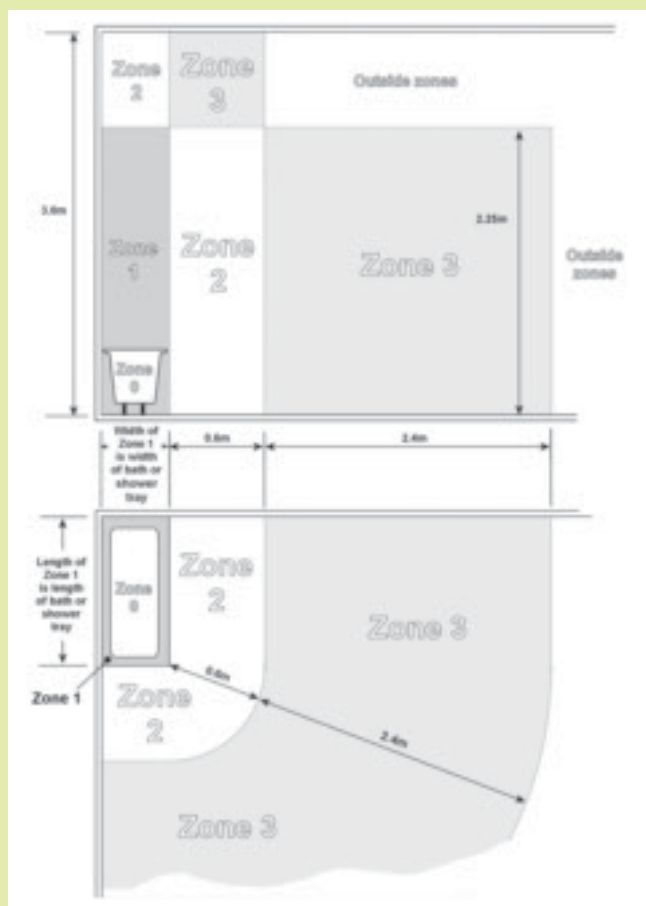 Zone
2
Zone
3
Outside zones
3.0m
2.25m
Zone
1
Zone
2
Zone 3
Outside
zones
Zone
0
Width of
Zone 1
is width
of bath or
shower
tray
0.6m
2.4m
Length of
Zone 1
is length
of bath or
shower
tray
Zone
0
Zone
2
Zone 3
Zone 1
0.6m
Zone
2
2.4m
Zone 3